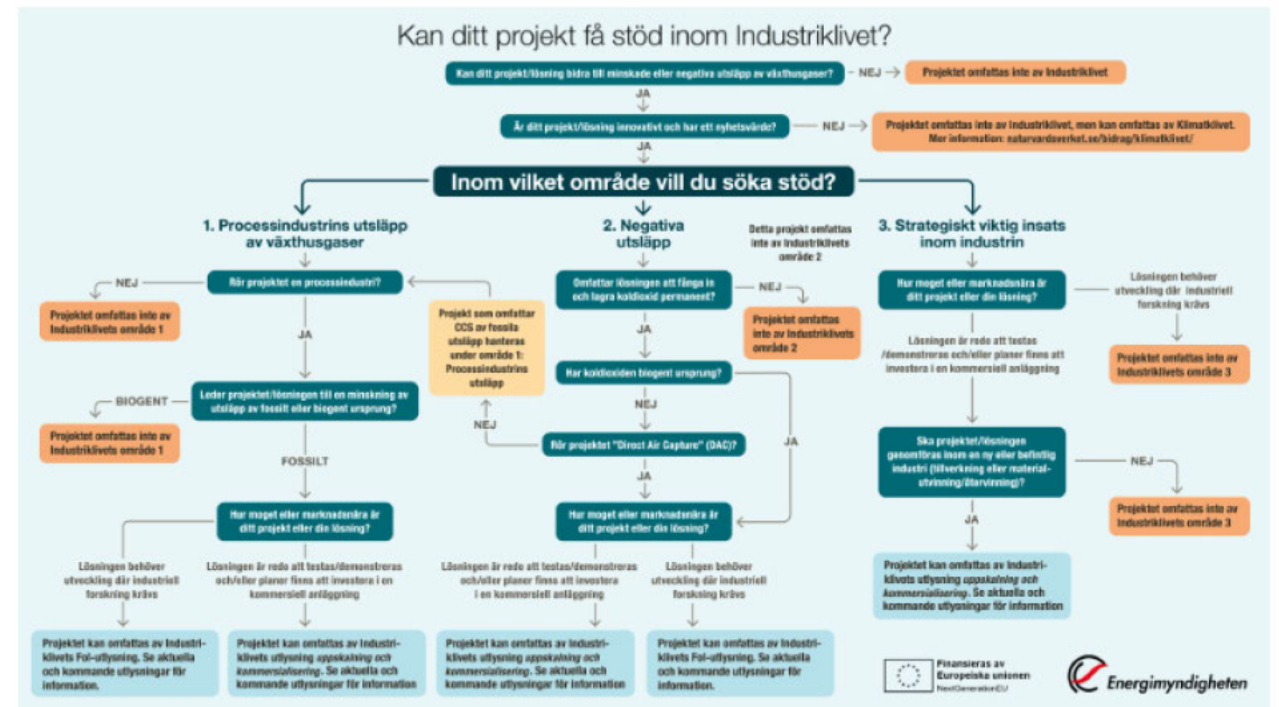 Kan ditt projekt få stöd inom Industriklivet?
Kan ditt projekt/lösning bidra till minskade eller negativa utsläpp av växthusgaser?
NEJ
Projektet omfattas inte av Industriklivet
JA
Är ditt projekt/lösning innovativt och har ett nyhetsvärde?
NEJ
Projektet omfattas inte av Industriklivet, men kan omfattas av Klimatklivet.
Mer information: naturvardsverket.se/bidrag/klimatklivet/
JA
Inom vilket område vill du söka stöd?
1. Processindustrins utsläpp
av växthusgaser
Rör projektet en processindustri?
NEJ
Projektet omfattas inte av
Industriklivets område 1
JA
Leder projektet/lösningen till en minskning av
utsläpp av fossilt eller biogent ursprung?
BIOGENT
Projektet omfattas inte av
Industriklivets område 1
FOSSILT
Hur moget eller marknadsnära är
ditt projekt eller din lösning?
Lösningen behöver
utveckling där industriell
forskning krävs
Lösningen är redo att testas/demonstreras
och/eller planer finns att investera i en
kommersiell anläggning
Projektet kan omfattas av Industri-
klivets FoI-utlysning. Se aktuella
och kommande utlysningar för
information.
Projektet kan omfattas av Industri-
klivets utlysning uppskalning och
kommersialisering. Se aktuella och
kommande utlysningar för information
2. Negativa
utsläpp
Detta projekt omfattas
inte av Industriklivets
område 2
Omfattar lösningen att fånga in
och lagra koldioxid permanent?
NEJ
Projektet omfattas
inte av Industriklivets
område 2
JA
Projekt som omfattar
CCS av fossila
utsläpp hanteras
under område 1:
Processindustrins
utsläpp
Har koldioxiden biogent ursprung?
NEJ
NEJ
Rör projektet "Direct Air Capture" (DAC)?
JA
JA
Hur moget eller marknadsnära är
ditt projekt eller din lösning?
Lösningen är redo att testas/demonstreras
och/eller planer finns att investera
i en kommersiell anläggning
Lösningen behöver
utveckling där industriell
forskning krävs
Projektet kan omfattas av Industri-
klivets utlysning uppskalning och
kommersialisering. Se aktuella och
kommande utlysningar för information
Projektet kan omfattas av Industri-
klivets FoI-utlysning. Se aktuella
och kommande utlysningar för
information.
3. Strategiskt viktig insats
inom industrin
Hur moget eller marknadsnära är
ditt projekt eller din lösning?
Lösningen behöver
utveckling där industriell
forskning krävs
Projektet omfattas inte av
Industriklivets område 3
Lösningen är redo att testas
/demonstreras och/eller planer finns att
investera i en kommersiell anläggning
Ska projektet/lösningen
genomföras inom en ny eller befintlig
industri (tillverkning eller material-
utvinning/återvinning)?
NEJ
Projektet omfattas inte av
Industriklivets område 3
JA
Projektet kan omfattas av Industri-
klivets utlysning uppskalning och
kommersialisering. Se aktuella och
kommande utlysningar för information
Finansieras av
Europeiska unionen
NextGenerationEU
Energimyndigheten